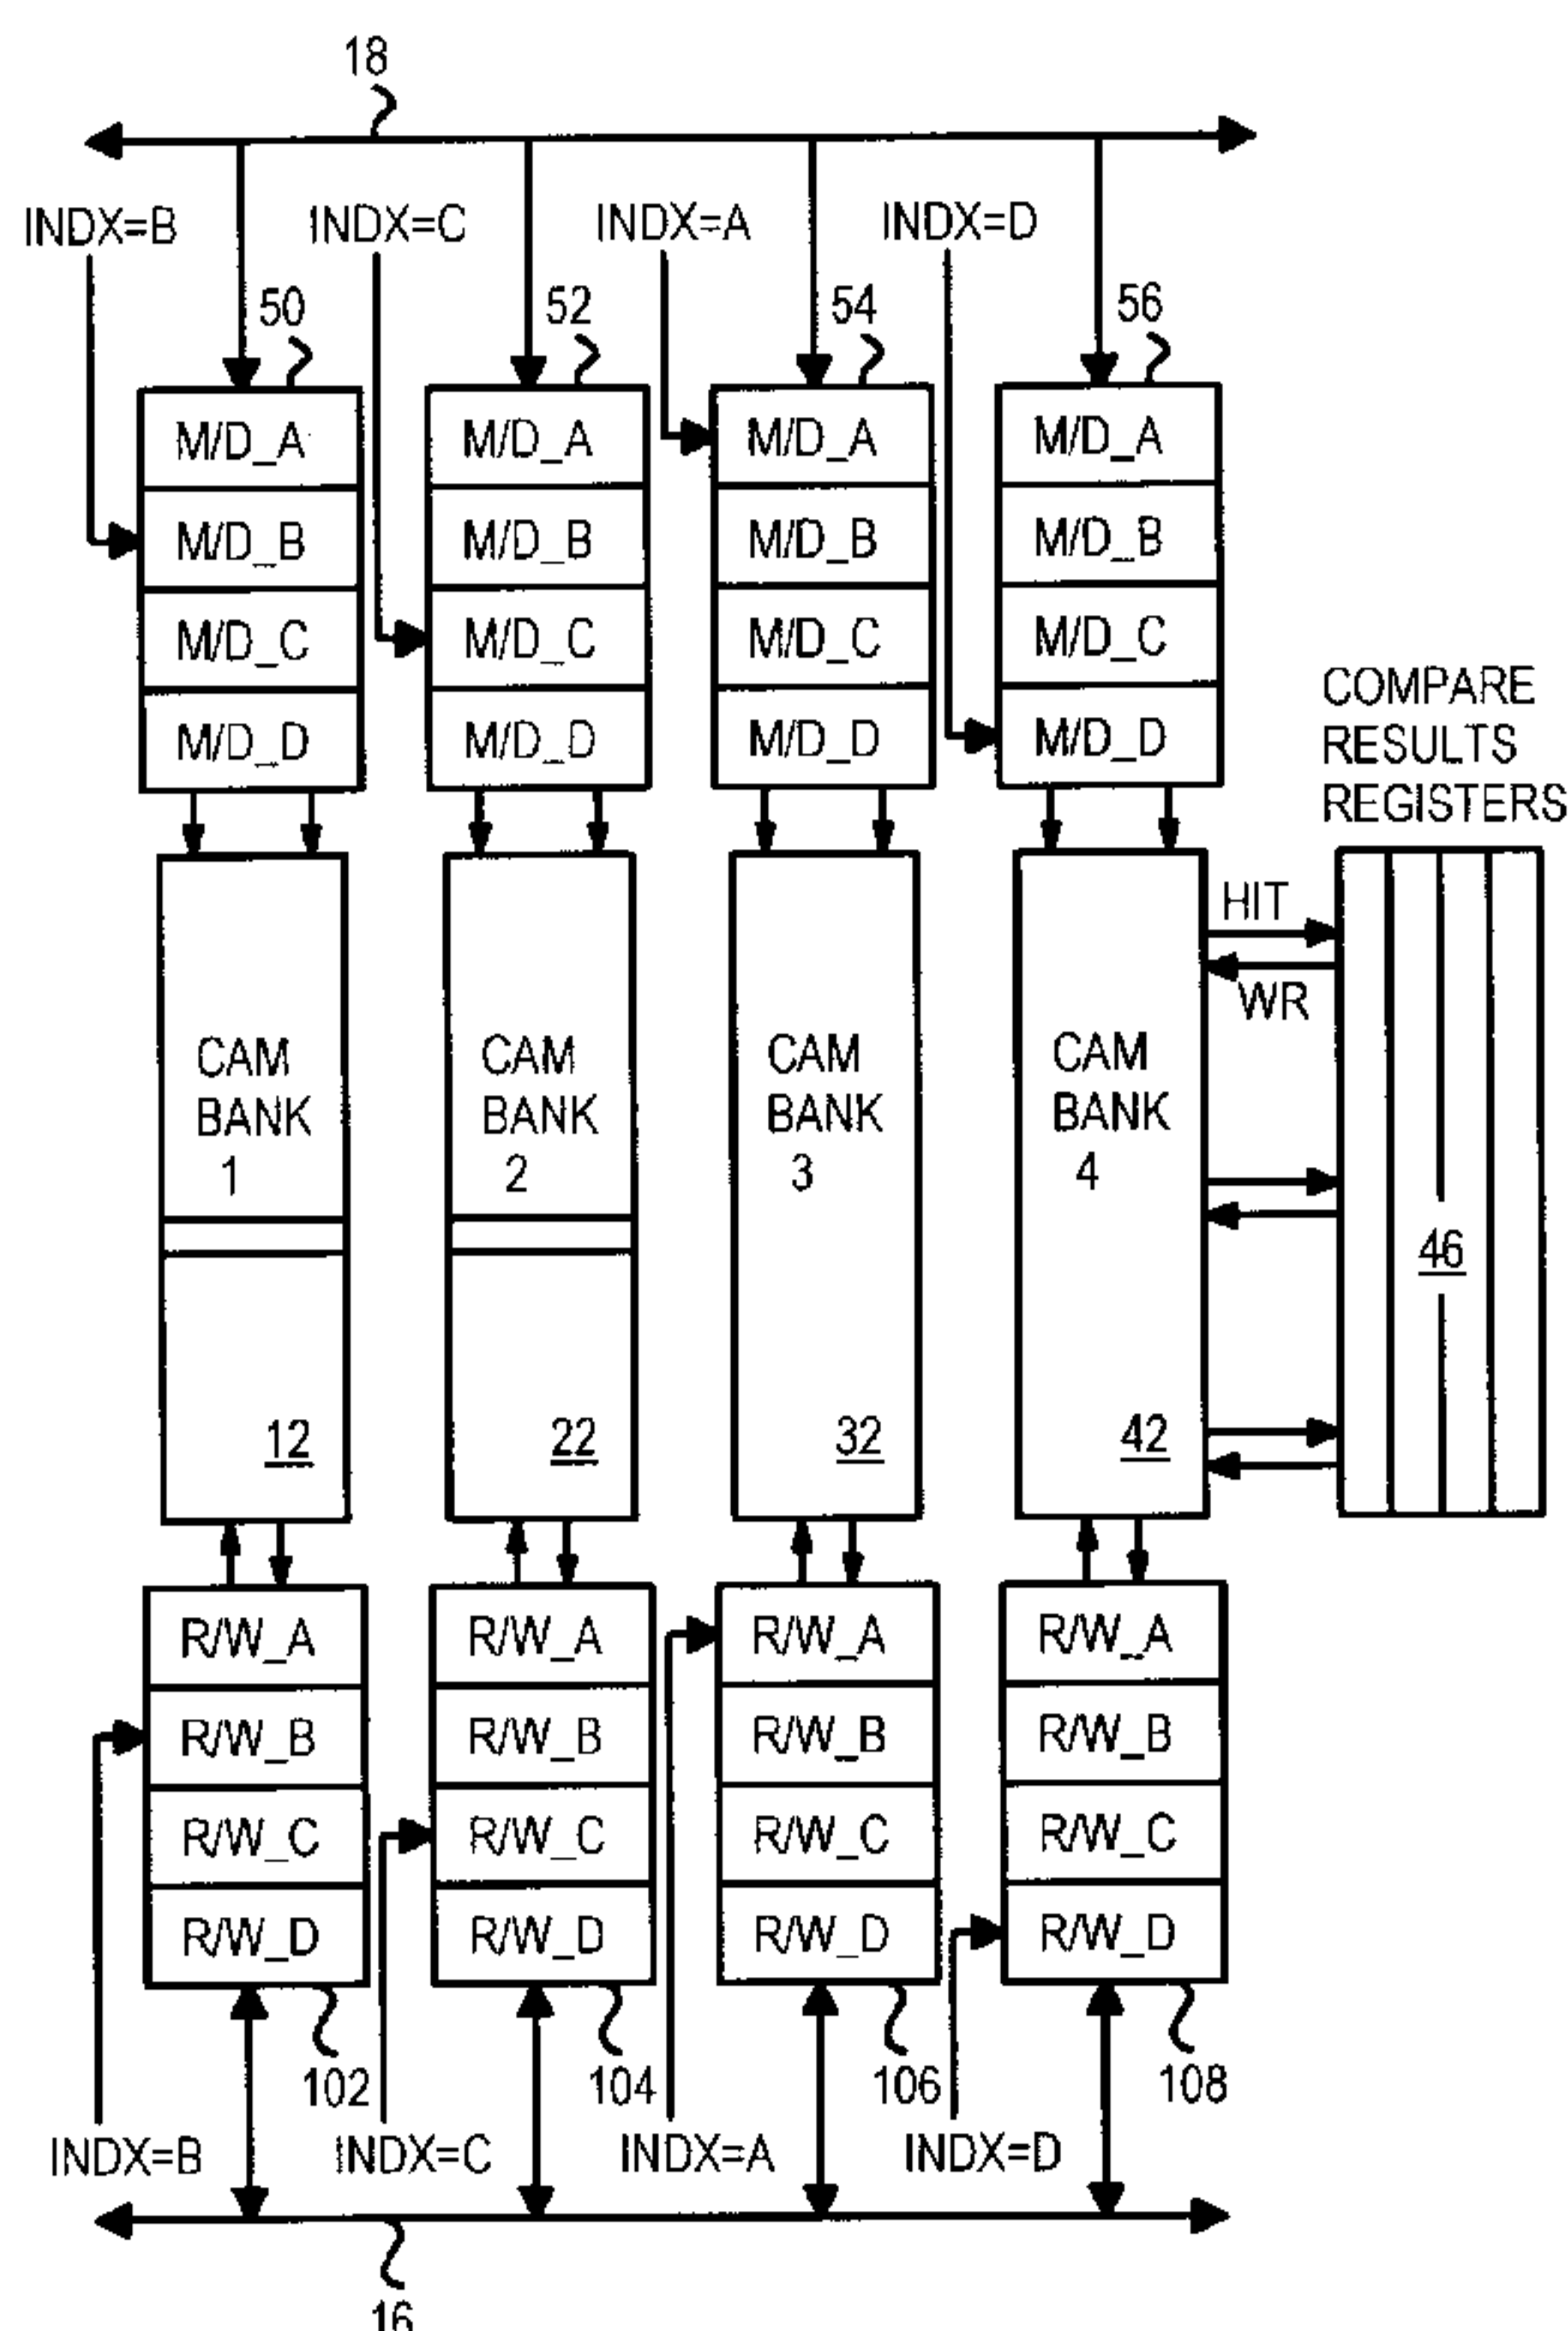 18
INDX=B INDX=C INDX=A INDX=D
50 52 54 56
M/D_A M/D_A M/D_A M/D_A
M/D_B M/D_B M/D_B M/D_B
M/D_C M/D_C M/D_C M/D_C
M/D_D M/D_D M/D_D M/D_D
COMPARE
RESULTS
REGISTERS
HIT
WR
CAM CAM CAM CAM
BANK BANK BANK BANK
1 2 3 4
46
12 22 32 42
R/W_A R/W_A R/W_A R/W_A
R/W_B R/W_B R/W_B R/W_B
R/W_C R/W_C R/W_C R/W_C
R/W_D R/W_D R/W_D R/W_D
102 104 106 108
INDX=B INDX=C INDX=A INDX=D
16